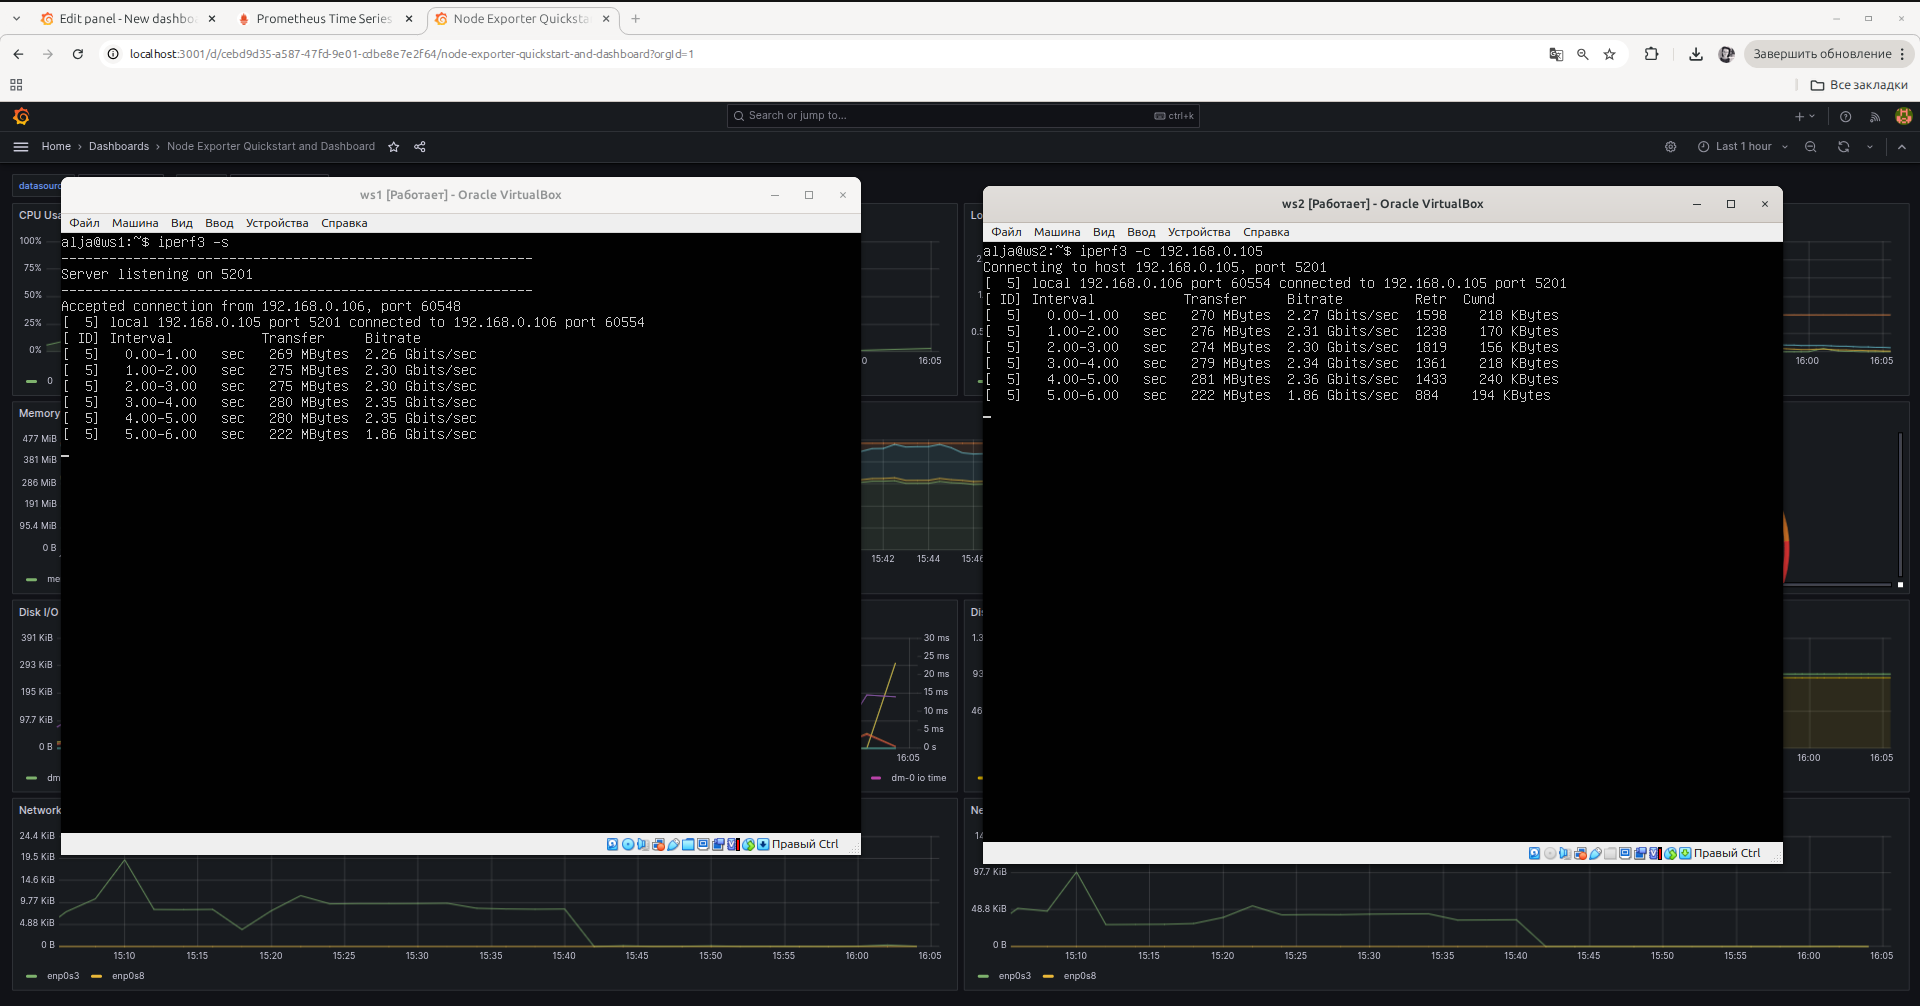 Edit panel - New dashbo
Prometheus Time Series
Node Exporter Quicksta
localhost:3001/d/cebd9d35-a587-47fd-9e01-cdbe8e7e2f64/node-exporter-quickstart-and-dashboard?orgId=1
Завершить обновление
Все закладки
Search or jump to...
ctrl+k
Home › Dashboards › Node Exporter Quickstart and Dashboard
Last 1 hour
datasourc
ws1 [Работает] - Oracle VirtualBox
Файл Машина Вид Ввод Устройства Справка
alja@ws1:~$ iperf3 -s
-----------------------------------------------------------
Server listening on 5201
-----------------------------------------------------------
Accepted connection from 192.168.0.106, port 60548
[  5] local 192.168.0.105 port 5201 connected to 192.168.0.106 port 60554
[ ID] Interval           Transfer     Bitrate
[  5]   0.00-1.00   sec   269 MBytes  2.26 Gbits/sec
[  5]   1.00-2.00   sec   275 MBytes  2.30 Gbits/sec
[  5]   2.00-3.00   sec   275 MBytes  2.30 Gbits/sec
[  5]   3.00-4.00   sec   280 MBytes  2.35 Gbits/sec
[  5]   4.00-5.00   sec   280 MBytes  2.35 Gbits/sec
[  5]   5.00-6.00   sec   222 MBytes  1.86 Gbits/sec
Правый Ctrl
ws2 [Работает] - Oracle VirtualBox
Файл Машина Вид Ввод Устройства Справка
alja@ws2:~$ iperf3 -c 192.168.0.105
Connecting to host 192.168.0.105, port 5201
[  5] local 192.168.0.106 port 60554 connected to 192.168.0.105 port 5201
[ ID] Interval           Transfer     Bitrate         Retr  Cwnd
[  5]   0.00-1.00   sec   270 MBytes  2.27 Gbits/sec  1598    218 KBytes
[  5]   1.00-2.00   sec   276 MBytes  2.31 Gbits/sec  1238    170 KBytes
[  5]   2.00-3.00   sec   274 MBytes  2.30 Gbits/sec  1819    156 KBytes
[  5]   3.00-4.00   sec   279 MBytes  2.34 Gbits/sec  1361    218 KBytes
[  5]   4.00-5.00   sec   281 MBytes  2.36 Gbits/sec  1433    240 KBytes
[  5]   5.00-6.00   sec   222 MBytes  1.86 Gbits/sec  884    194 KBytes
Правый Ctrl
CPU Usa
100%
75%
50%
25%
0%
0
0
16:05
Lo
2
0.5
16:00 16:05
Memory
477 MiB
381 MiB
286 MiB
191 MiB
95.4 MiB
0 B
15:42 15:44 15:46
me
Disk I/O
391 KiB
293 KiB
195 KiB
97.7 KiB
0 B
30 ms
25 ms
20 ms
15 ms
10 ms
5 ms
0 s
16:05
dm
dm-0 io time
Dis
1.3
93
46
16:00 16:05
Network
24.4 KiB
19.5 KiB
14.6 KiB
9.77 KiB
4.88 KiB
0 B
15:10 15:15 15:20 15:25 15:30 15:35 15:40 15:45 15:50 15:55 16:00 16:05
enp0s3 enp0s8
Ne
14
97.7 KiB
48.8 KiB
0 B
15:10 15:15 15:20 15:25 15:30 15:35 15:40 15:45 15:50 15:55 16:00 16:05
enp0s3 enp0s8